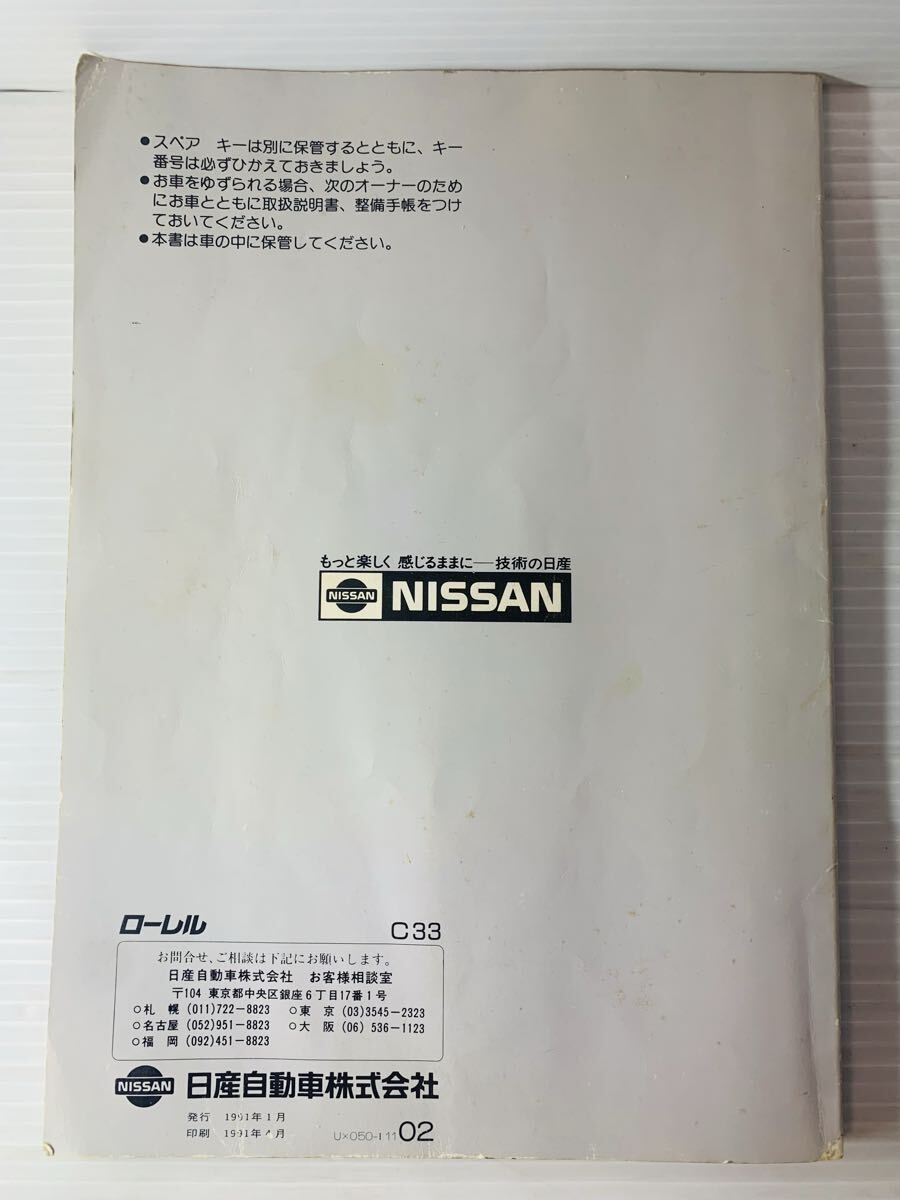 ●スペア　キーは別に保管するとともに、キー
番号は必ずひかえておきましょう。
●お車をゆずられる場合、次のオーナーのため
にお車とともに取扱説明書、整備手帳をつけ
ておいてください。
●本書は車の中に保管してください。
もっと楽しく 感じるままに——技術の日産
NISSAN NISSAN
ローレル C33
お問合せ、ご相談は下記にお願いします。
日産自動車株式会社　お客様相談室
〒104 東京都中央区銀座6丁目17番1号
○札　幌 (011)722-8823 ○東　京 (03)3545-2323
○名古屋 (052)951-8823 ○大　阪 (06) 536-1123
○福　岡 (092)451-8823
NISSAN 日産自動車株式会社
発行 1991年1月
印刷 1991年4月 U×050-I 11 02